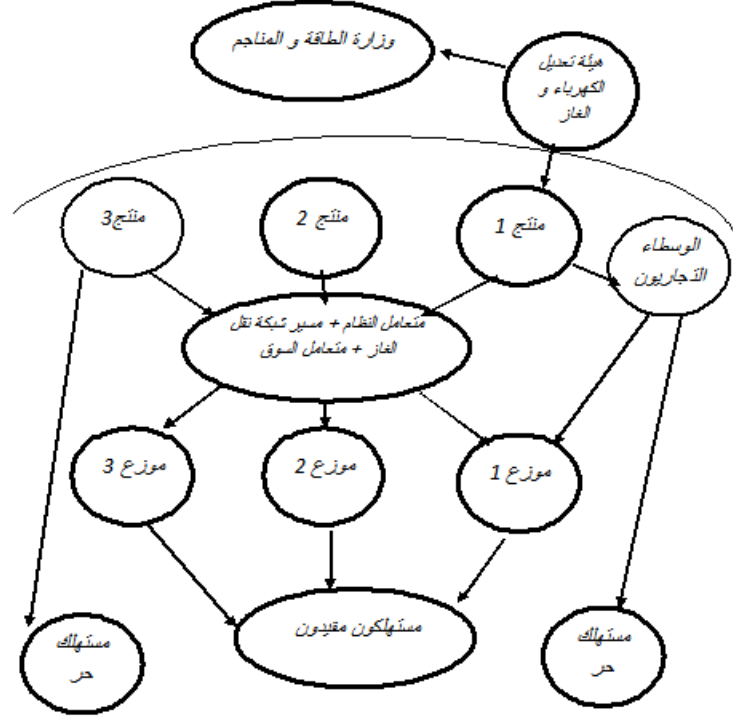 وزارة الطاقة و المناجم
هيئة تعديل
الكهرباء و
الغاز
منتج 1
منتج 2
منتج3
الوسطاء
التجاريون
متعامل النظام + مسير شبكة نقل
الغاز + متعامل السوق
موزع 1
موزع 2
موزع 3
مستهلكون مقيدون
مستهلك
حر
مستهلك
حر